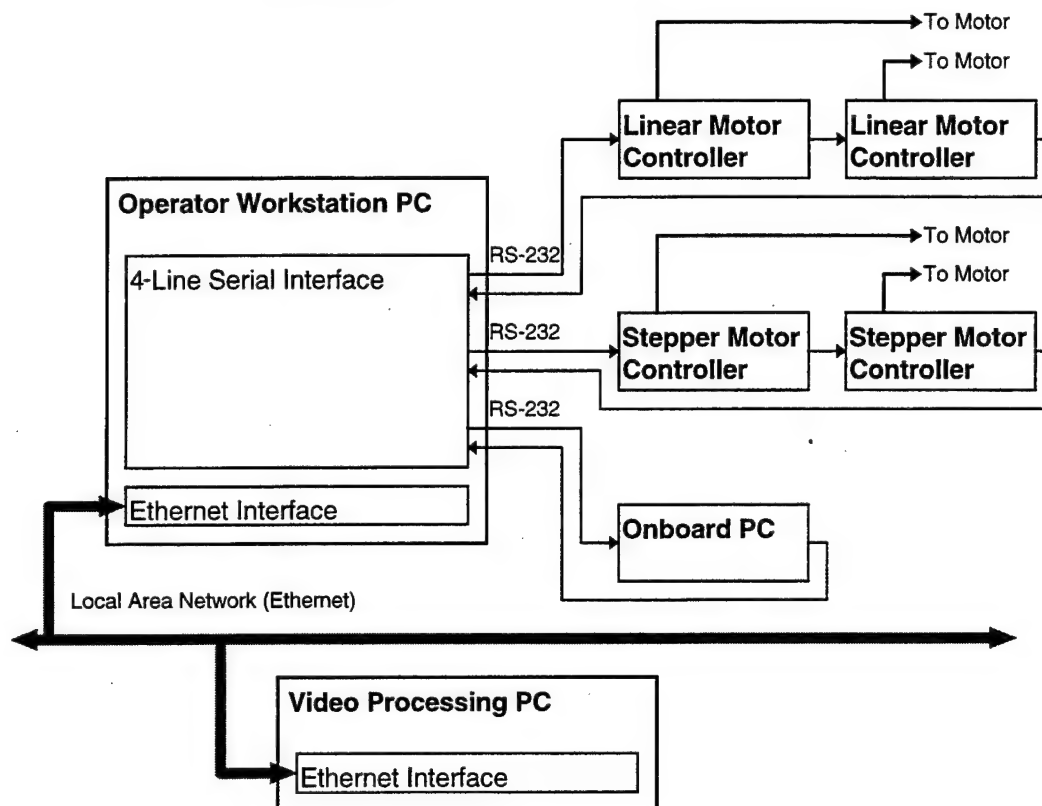 To Motor
To Motor
Linear Motor
Controller
Linear Motor
Controller
Operator Workstation PC
4-Line Serial Interface
RS-232
To Motor
To Motor
RS-232
Stepper Motor
Controller
Stepper Motor
Controller
RS-232
Ethernet Interface
Onboard PC
Local Area Network (Ethernet)
Video Processing PC
Ethernet Interface